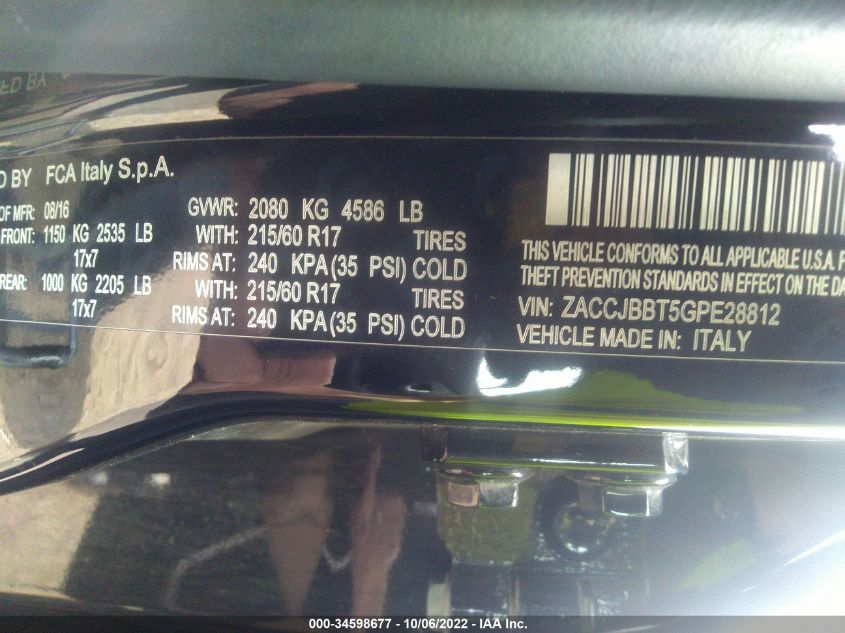 D BY FCA Italy S.p.A.
OF MFR: 08/16 GVWR: 2080 KG 4586 LB
FRONT: 1150 KG 2535 LB WITH: 215/60 R17 TIRES
17x7 RIMS AT: 240 KPA(35 PSI) COLD
REAR: 1000 KG 2205 LB WITH: 215/60 R17 TIRES
17x7 RIMS AT: 240 KPA(35 PSI) COLD
THIS VEHICLE CONFORMS TO ALL APPLICABLE U.S.A. F
THEFT PREVENTION STANDARDS IN EFFECT ON THE DA
VIN: ZACCJBBT5GPE28812
VEHICLE MADE IN: ITALY
000-34598677 - 10/06/2022 - IAA Inc.